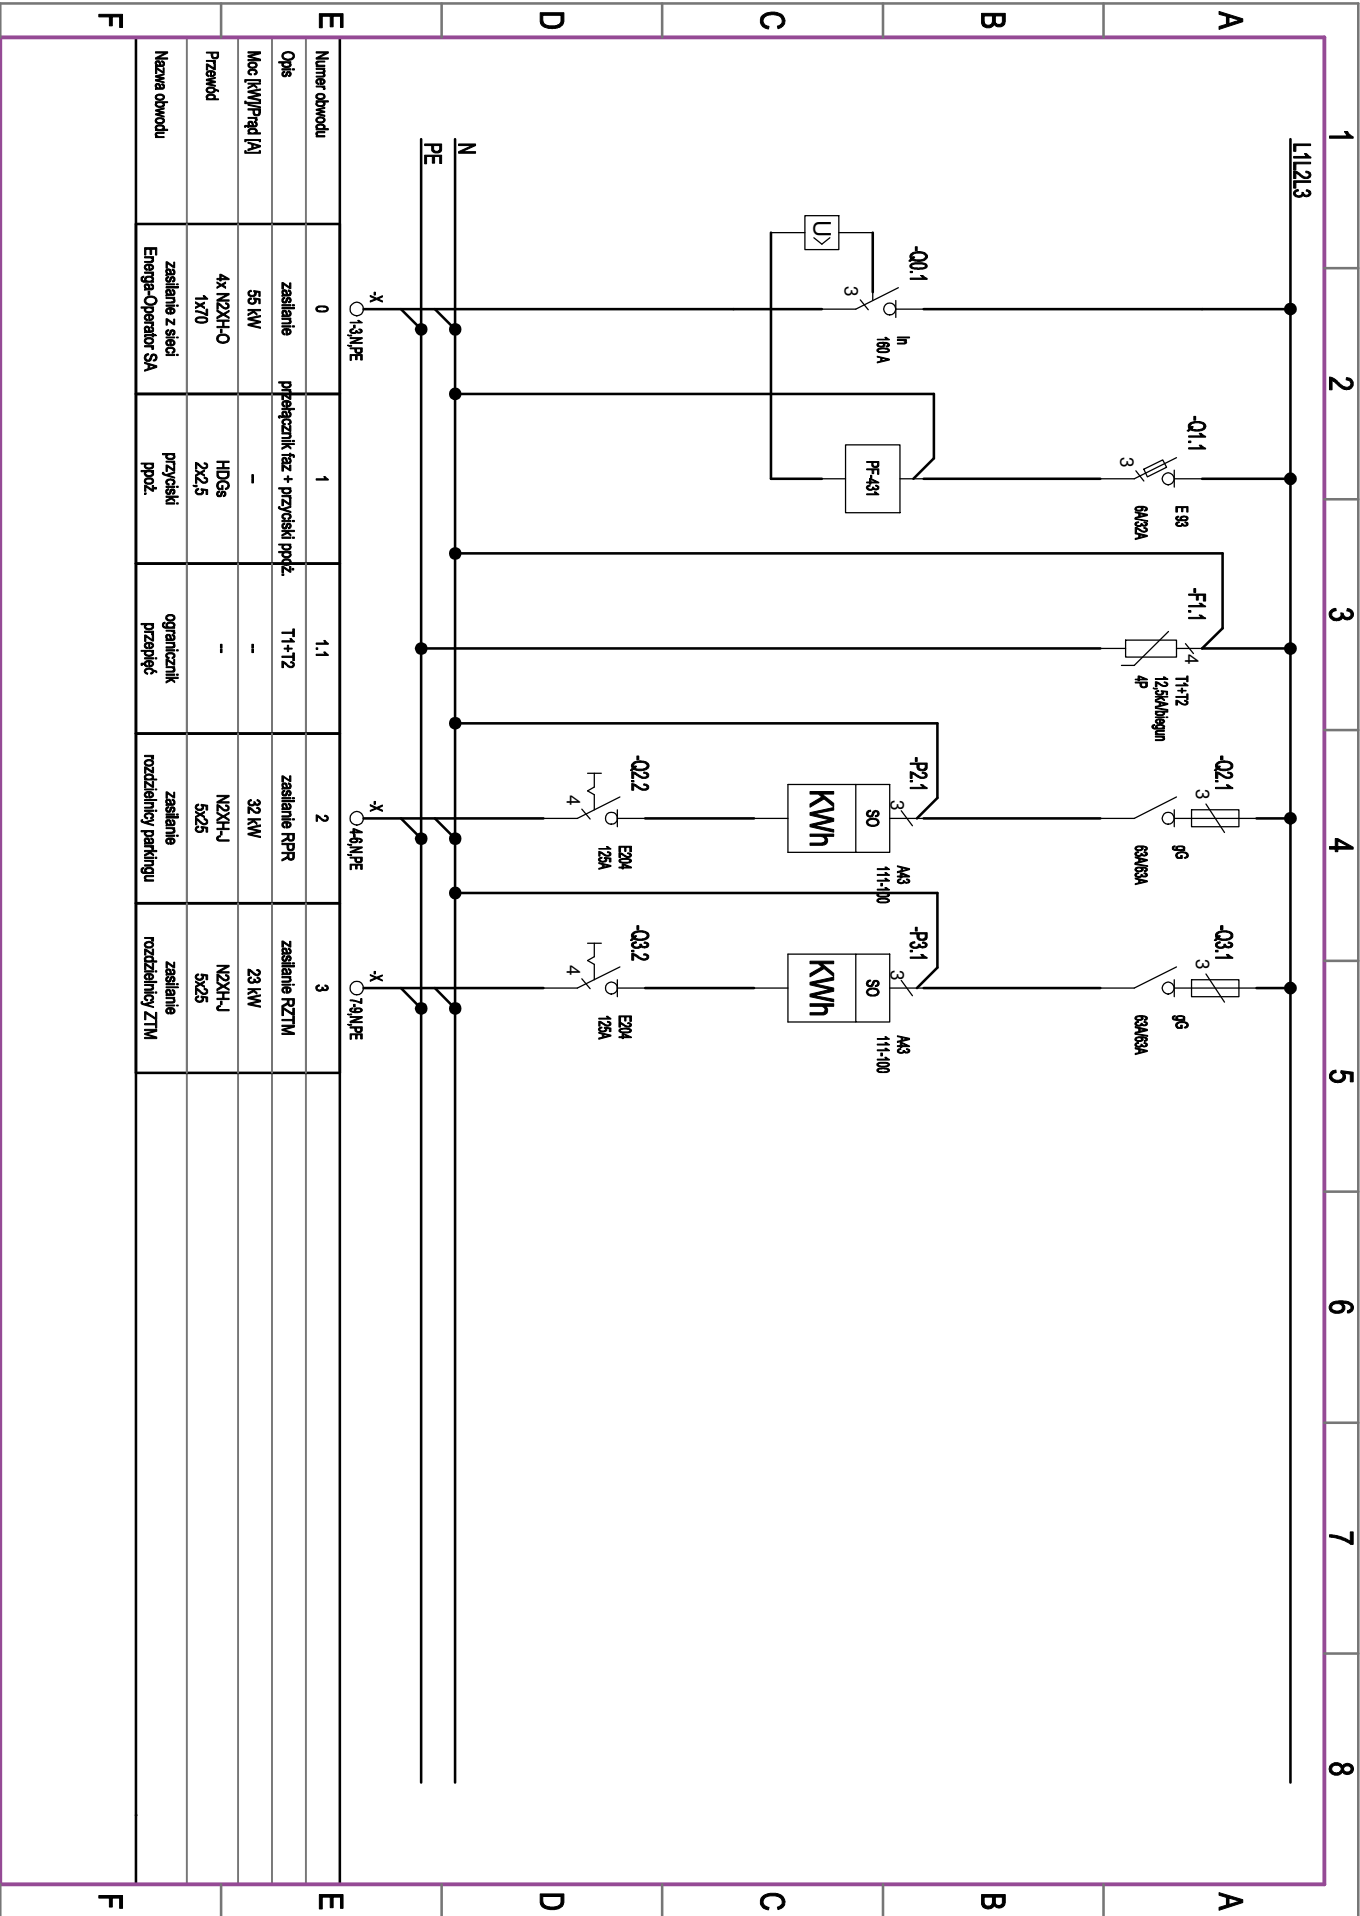 1
2
3
4
5
6
7
8
A
A
B
B
C
C
D
D
E
E
F
F
L1L2L3
-Q1.1
3
E 93
6A/32A
-F1.1
4
T1+T2
12,5kA/biegun
4P
-Q2.1
3
gG
63A/63A
-Q3.1
3
gG
63A/63A
-Q0.1
3
In
160 A
U>
PF-431
-P2.1
3
A43
111-100
SO
KWh
-P3.1
3
A43
111-100
SO
KWh
-Q2.2
4
E204
125A
-Q3.2
4
E204
125A
N
PE
-X
1-3,N,PE
-X
4-6,N,PE
-X
7-9,N,PE
Numer obwodu
0
1
1.1
2
3
Opis
zasilanie
przełącznik faz + przyciski ppoż.
T1+T2
zasilanie RPR
zasilanie RZTM
Moc [kW]/Prąd [A]
55 kW
--
--
32 kW
23 kW
Przewód
4x N2XH-O
1x70
HDGs
2x2,5
--
N2XH-J
5x25
N2XH-J
5x25
Nazwa obwodu
zasilanie z sieci
Energa-Operator SA
przyciski
ppoż.
ogranicznik
przepięć
zasilanie
rozdzielnicy parkingu
zasilanie
rozdzielnicy ZTM